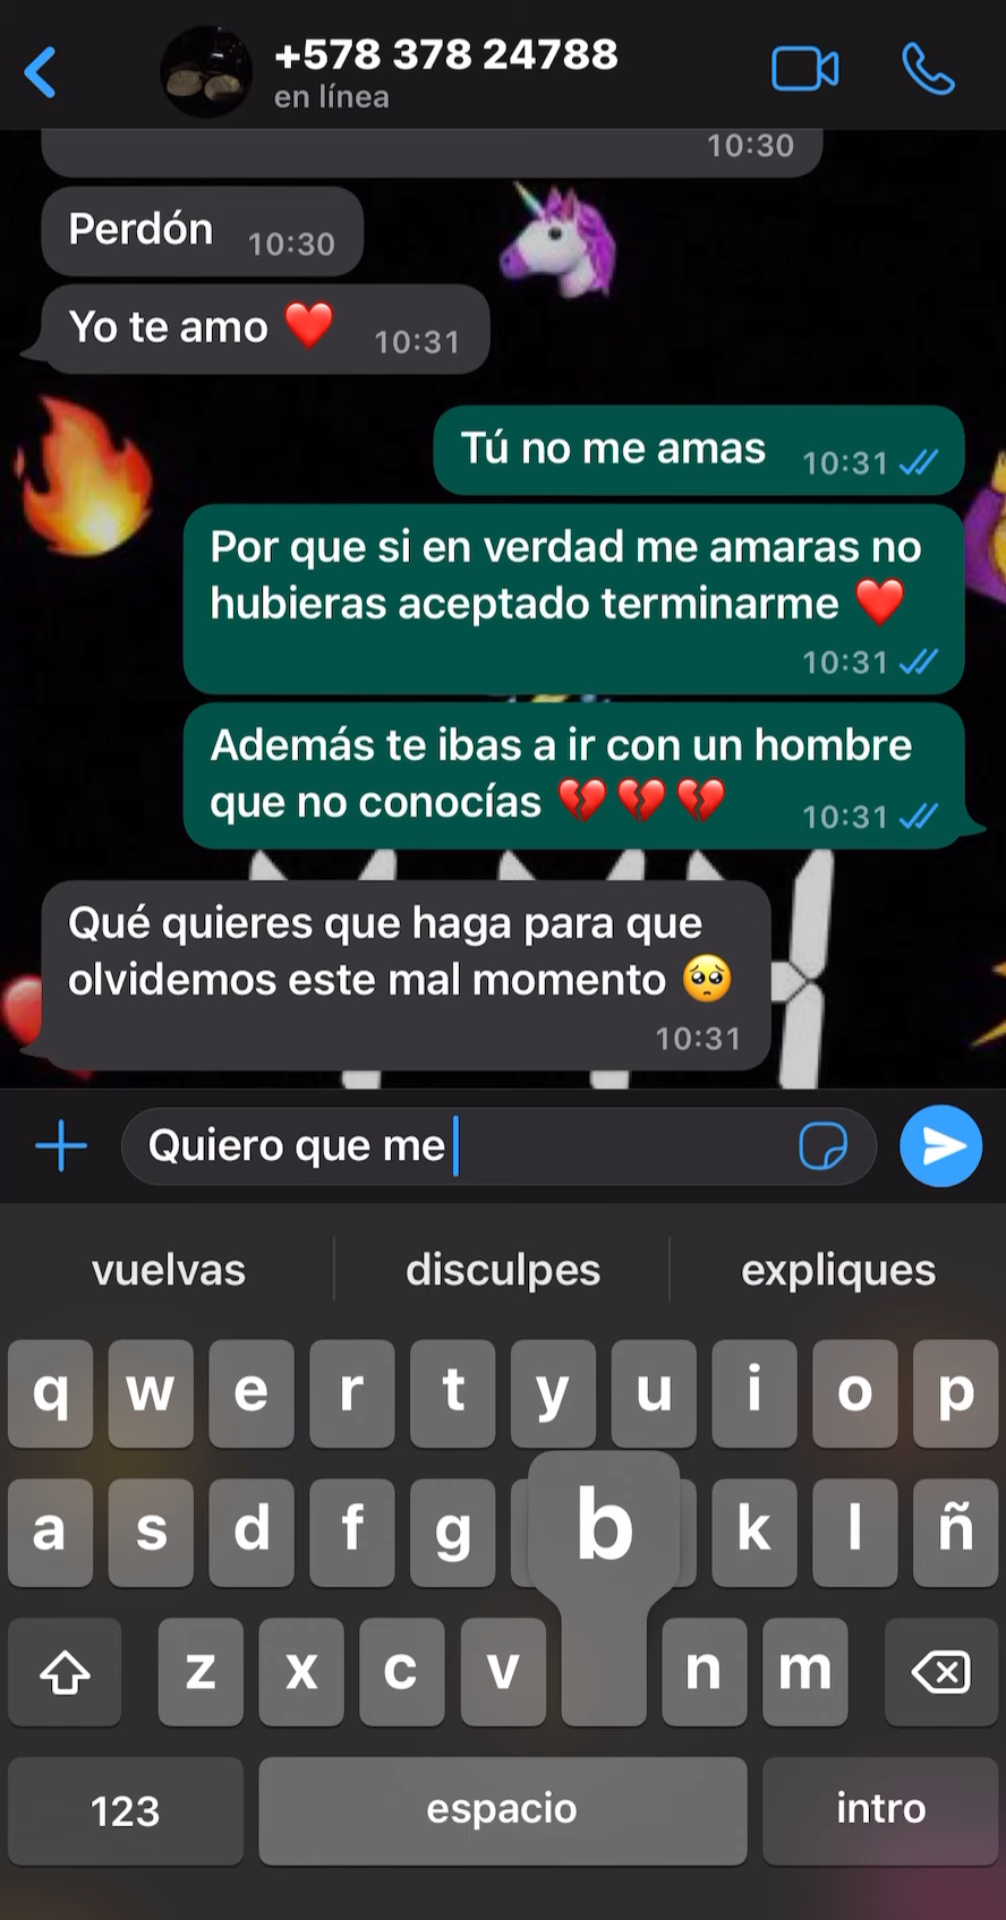 +578 378 24788
en línea
10:30
Perdón 10:30
Yo te amo ❤️ 10:31
Tú no me amas 10:31
Por que si en verdad me amaras no
hubieras aceptado terminarme ❤️
10:31
Además te ibas a ir con un hombre
que no conocías 💔💔💔 10:31
Qué quieres que haga para que
olvidemos este mal momento 🥺
10:31
Quiero que me
vuelvas disculpes expliques
q w e r t y u i o p
a s d f g b k l ñ
z x c v n m
123 espacio intro